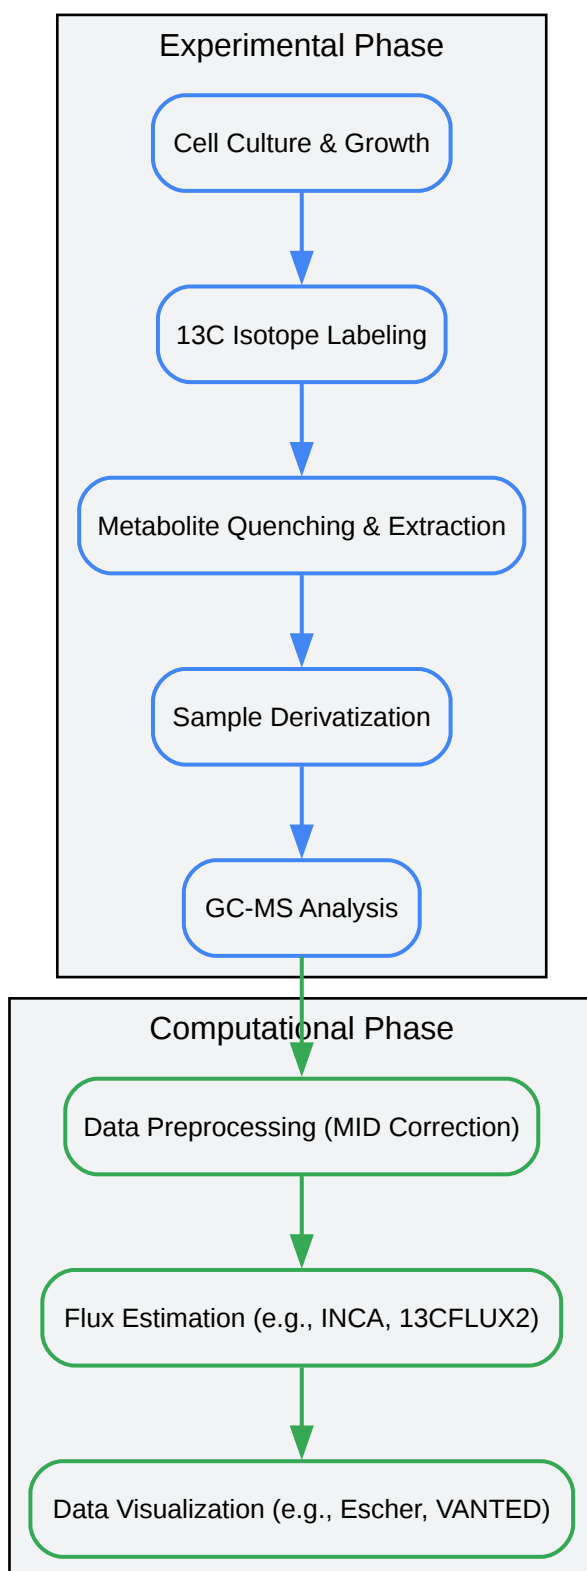 Experimental Phase
Cell Culture & Growth
13C Isotope Labeling
Metabolite Quenching & Extraction
Sample Derivatization
GC-MS Analysis
Computational Phase
Data Preprocessing (MID Correction)
Flux Estimation (e.g., INCA, 13CFLUX2)
Data Visualization (e.g., Escher, VANTED)